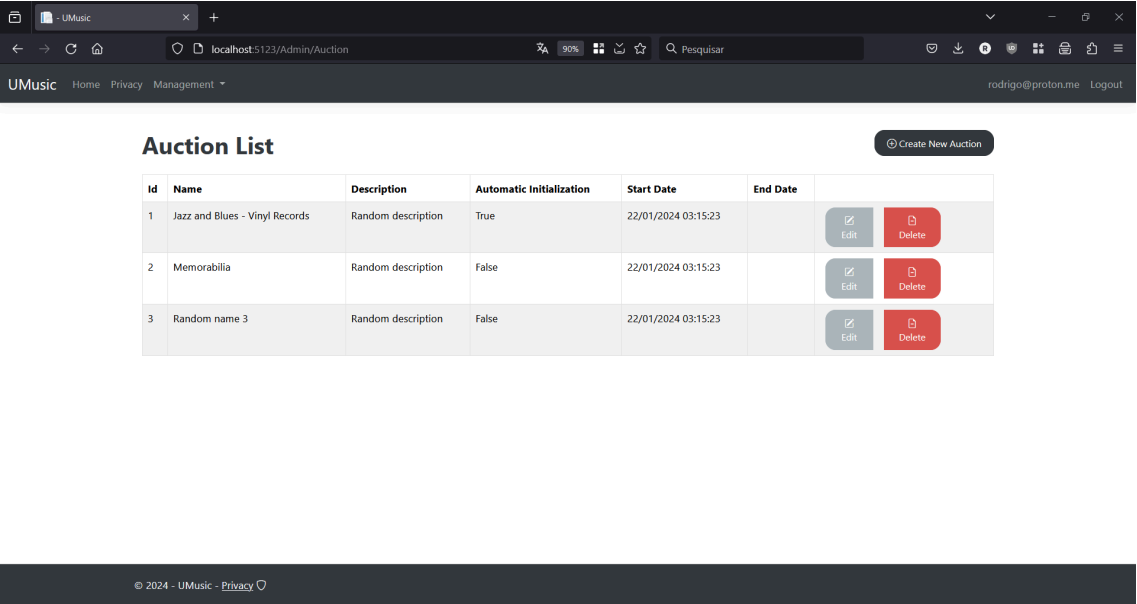 - UMusic
localhost:5123/Admin/Auction
90%
Pesquisar
UMusic Home Privacy Management rodrigo@proton.me Logout
Auction List
Create New Auction
Id Name Description Automatic Initialization Start Date End Date
1 Jazz and Blues - Vinyl Records Random description True 22/01/2024 03:15:23
Edit Delete
2 Memorabilia Random description False 22/01/2024 03:15:23
Edit Delete
3 Random name 3 Random description False 22/01/2024 03:15:23
Edit Delete
© 2024 - UMusic - Privacy